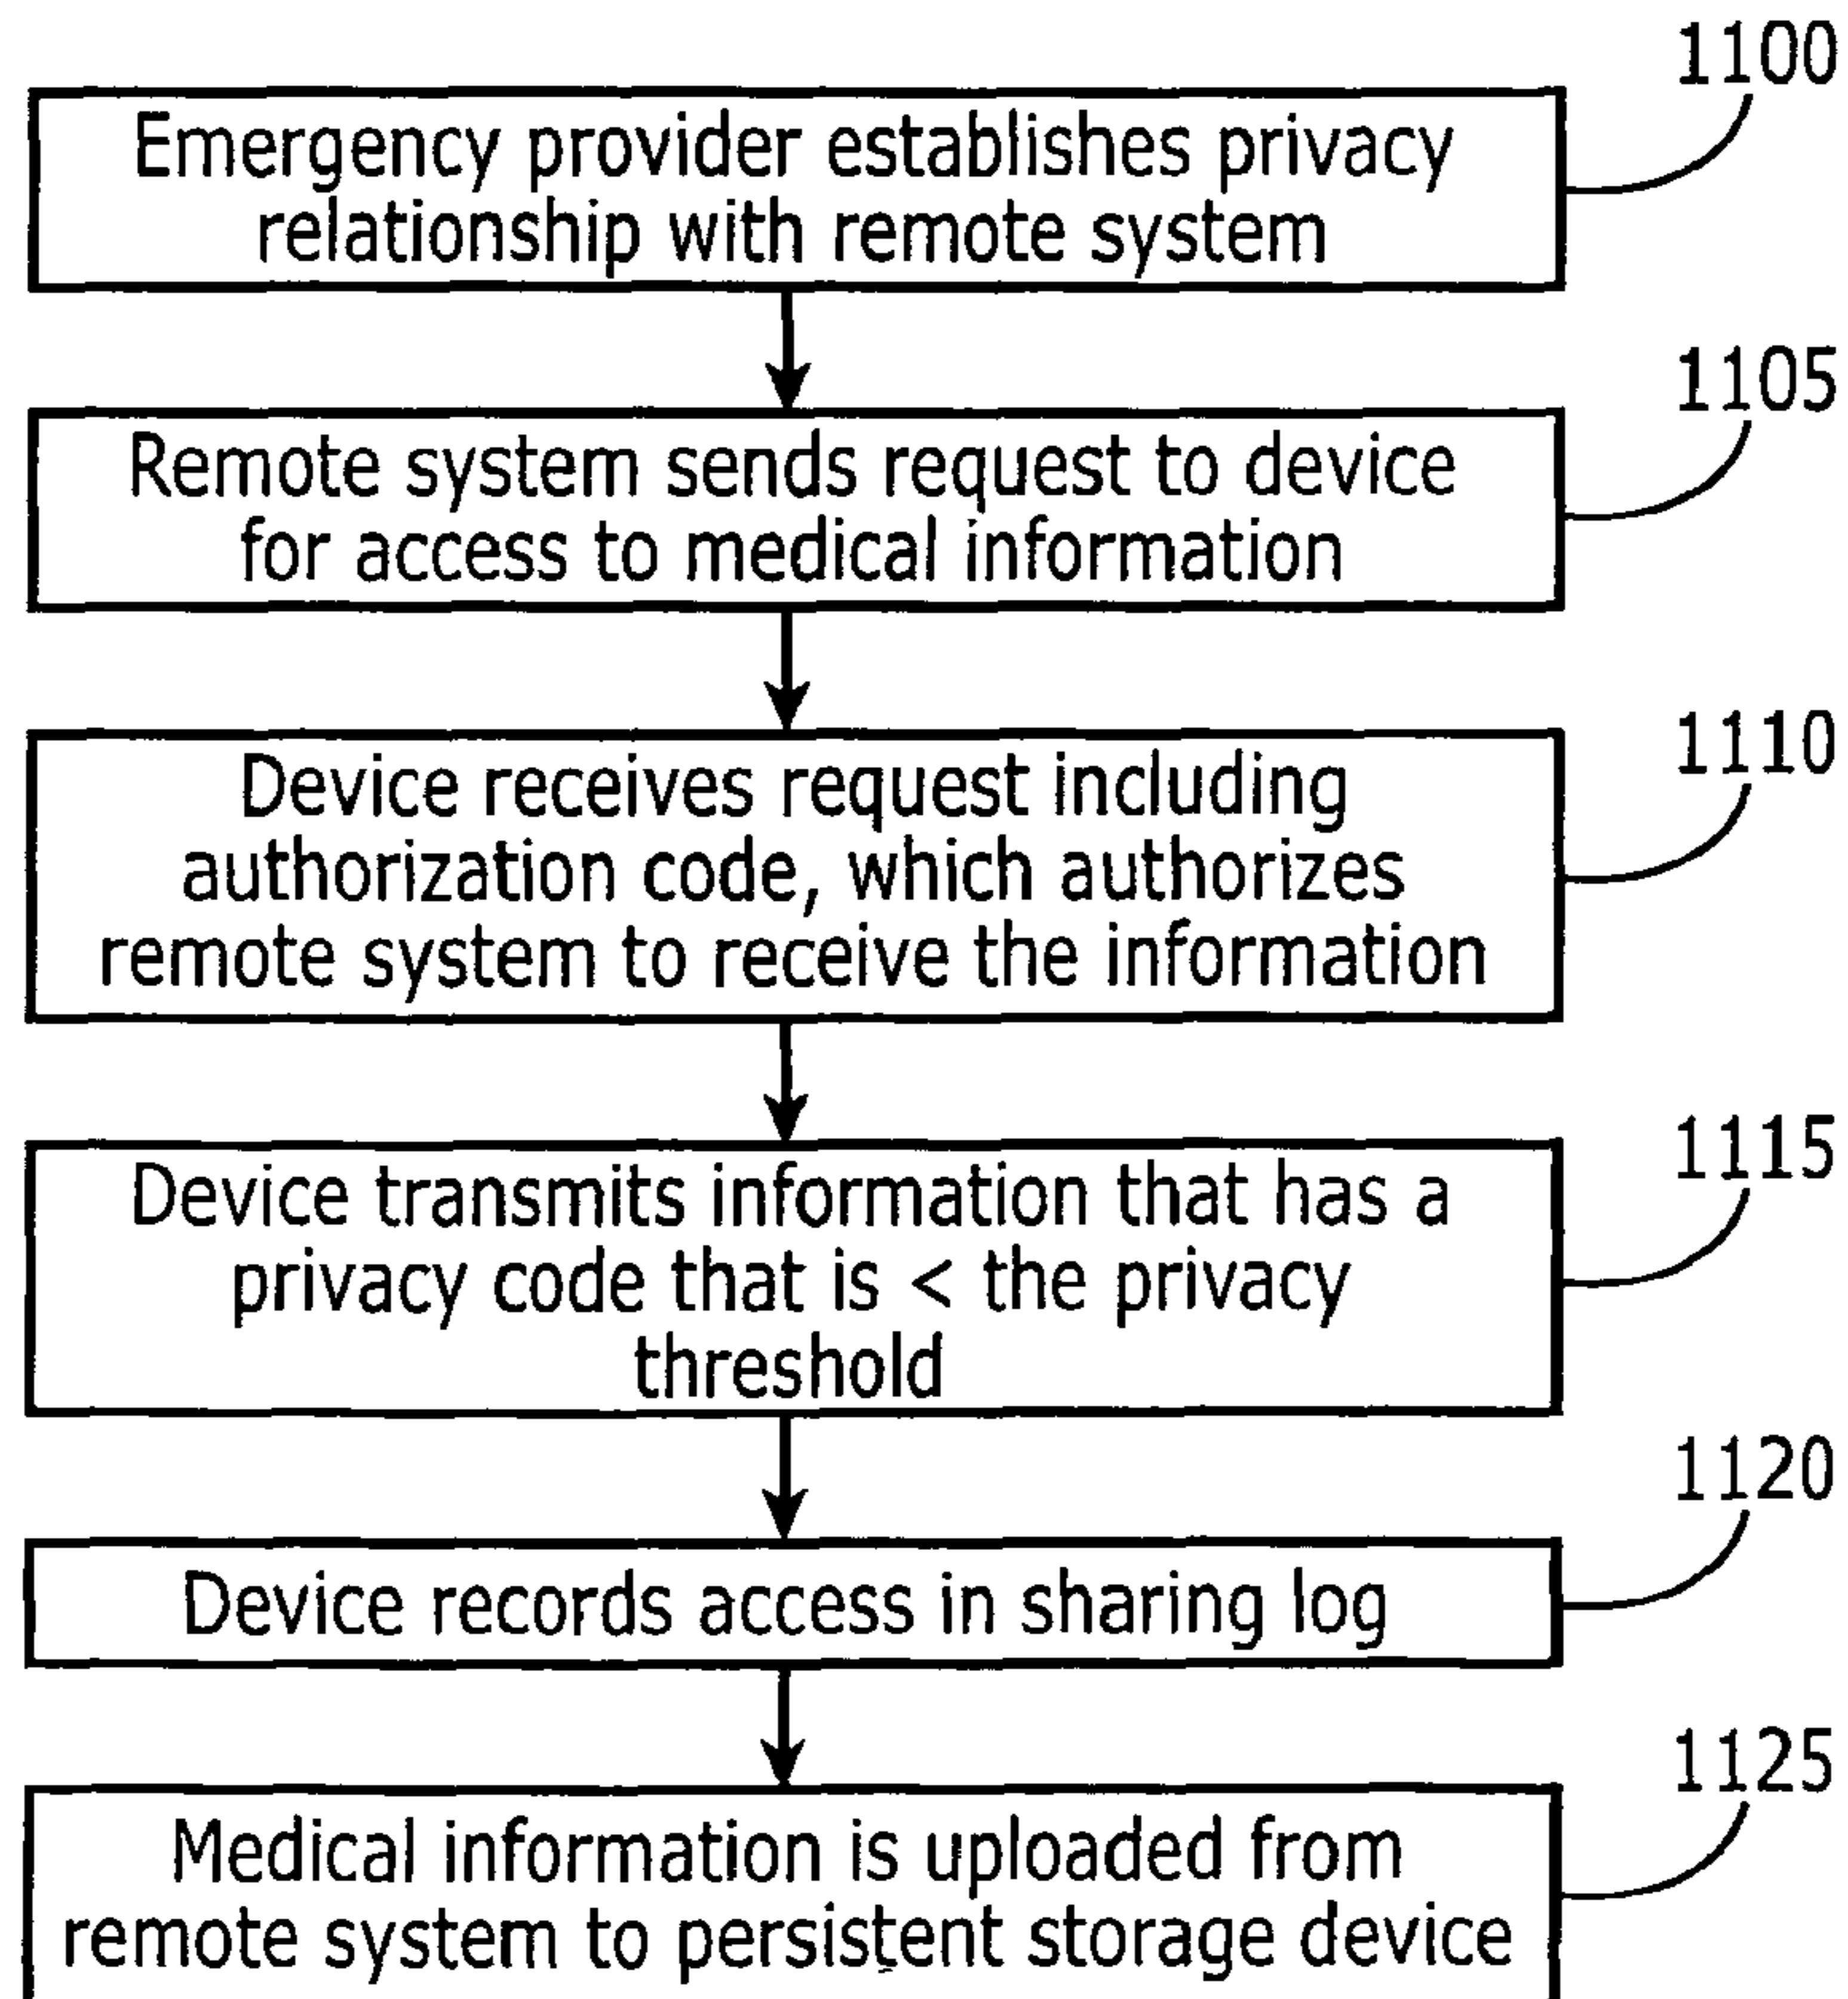 1100
Emergency provider establishes privacy
relationship with remote system
1105
Remote system sends request to device
for access to medical information
1110
Device receives request including
authorization code, which authorizes
remote system to receive the information
1115
Device transmits information that has a
privacy code that is < the privacy
threshold
1120
Device records access in sharing log
1125
Medical information is uploaded from
remote system to persistent storage device